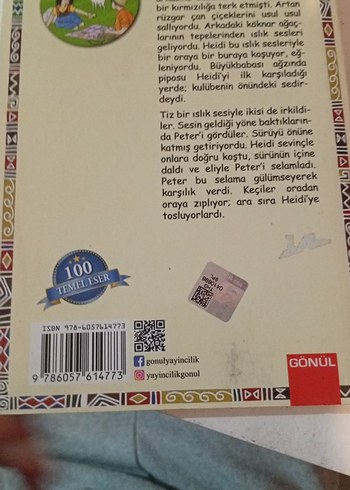 bir kırmızılığa terk etmişti. Artan
rüzgar çan çiçeklerini usul usul
sallıyordu. Arkadaki köknar ağaç-
larının tepelerinden ıslık sesleri
geliyordu. Heidi bu ıslık sesleriyle
bir oraya bir buraya koşuyor, eğ-
leniyordu. Büyükbabası ağzında
piposu Heidi'yi ilk karşıladığı
yerde; kulübenin önündeki sedir-
deydi.
Tiz bir ıslık sesiyle ikisi de irkildi-
ler. Sesin geldiği yöne baktıkların-
da Peter'i gördüler. Sürüyü önüne
katmış getiriyordu. Heidi sevinçle
onlara doğru koştu, sürünün içine
daldı ve eliyle Peter'i selamladı.
Peter bu selama gülümseyerek
karşılık verdi. Keçiler oradan
oraya zıplıyor; ara sıra Heidi'ye
tosluyorlardı.
100
TEMEL ESER
ISBN 978-6057614773
9 786057 614773
gonulyayincilik
yayincilikgonul
GÖNÜL